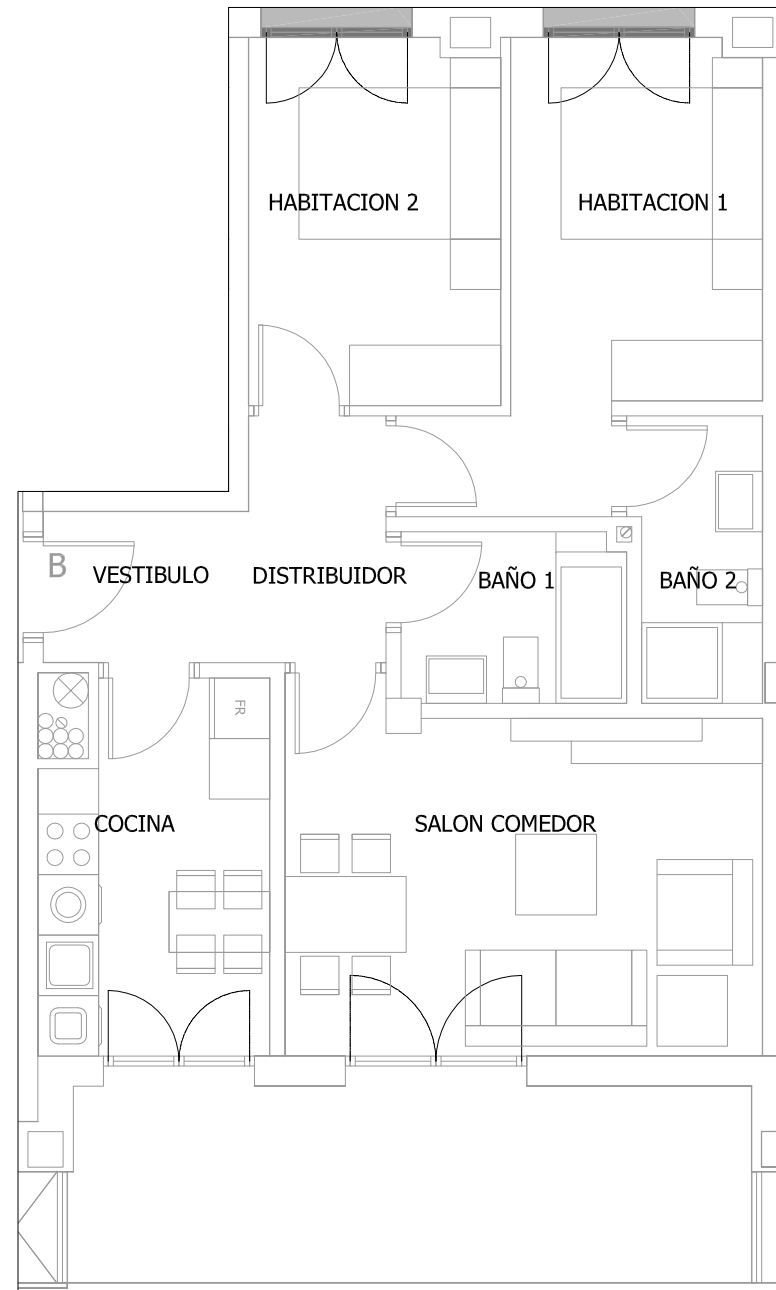 HABITACION 2
HABITACION 1
B
VESTIBULO
DISTRIBUIDOR
BAÑO 1
BAÑO 2
FR
COCINA
SALON COMEDOR